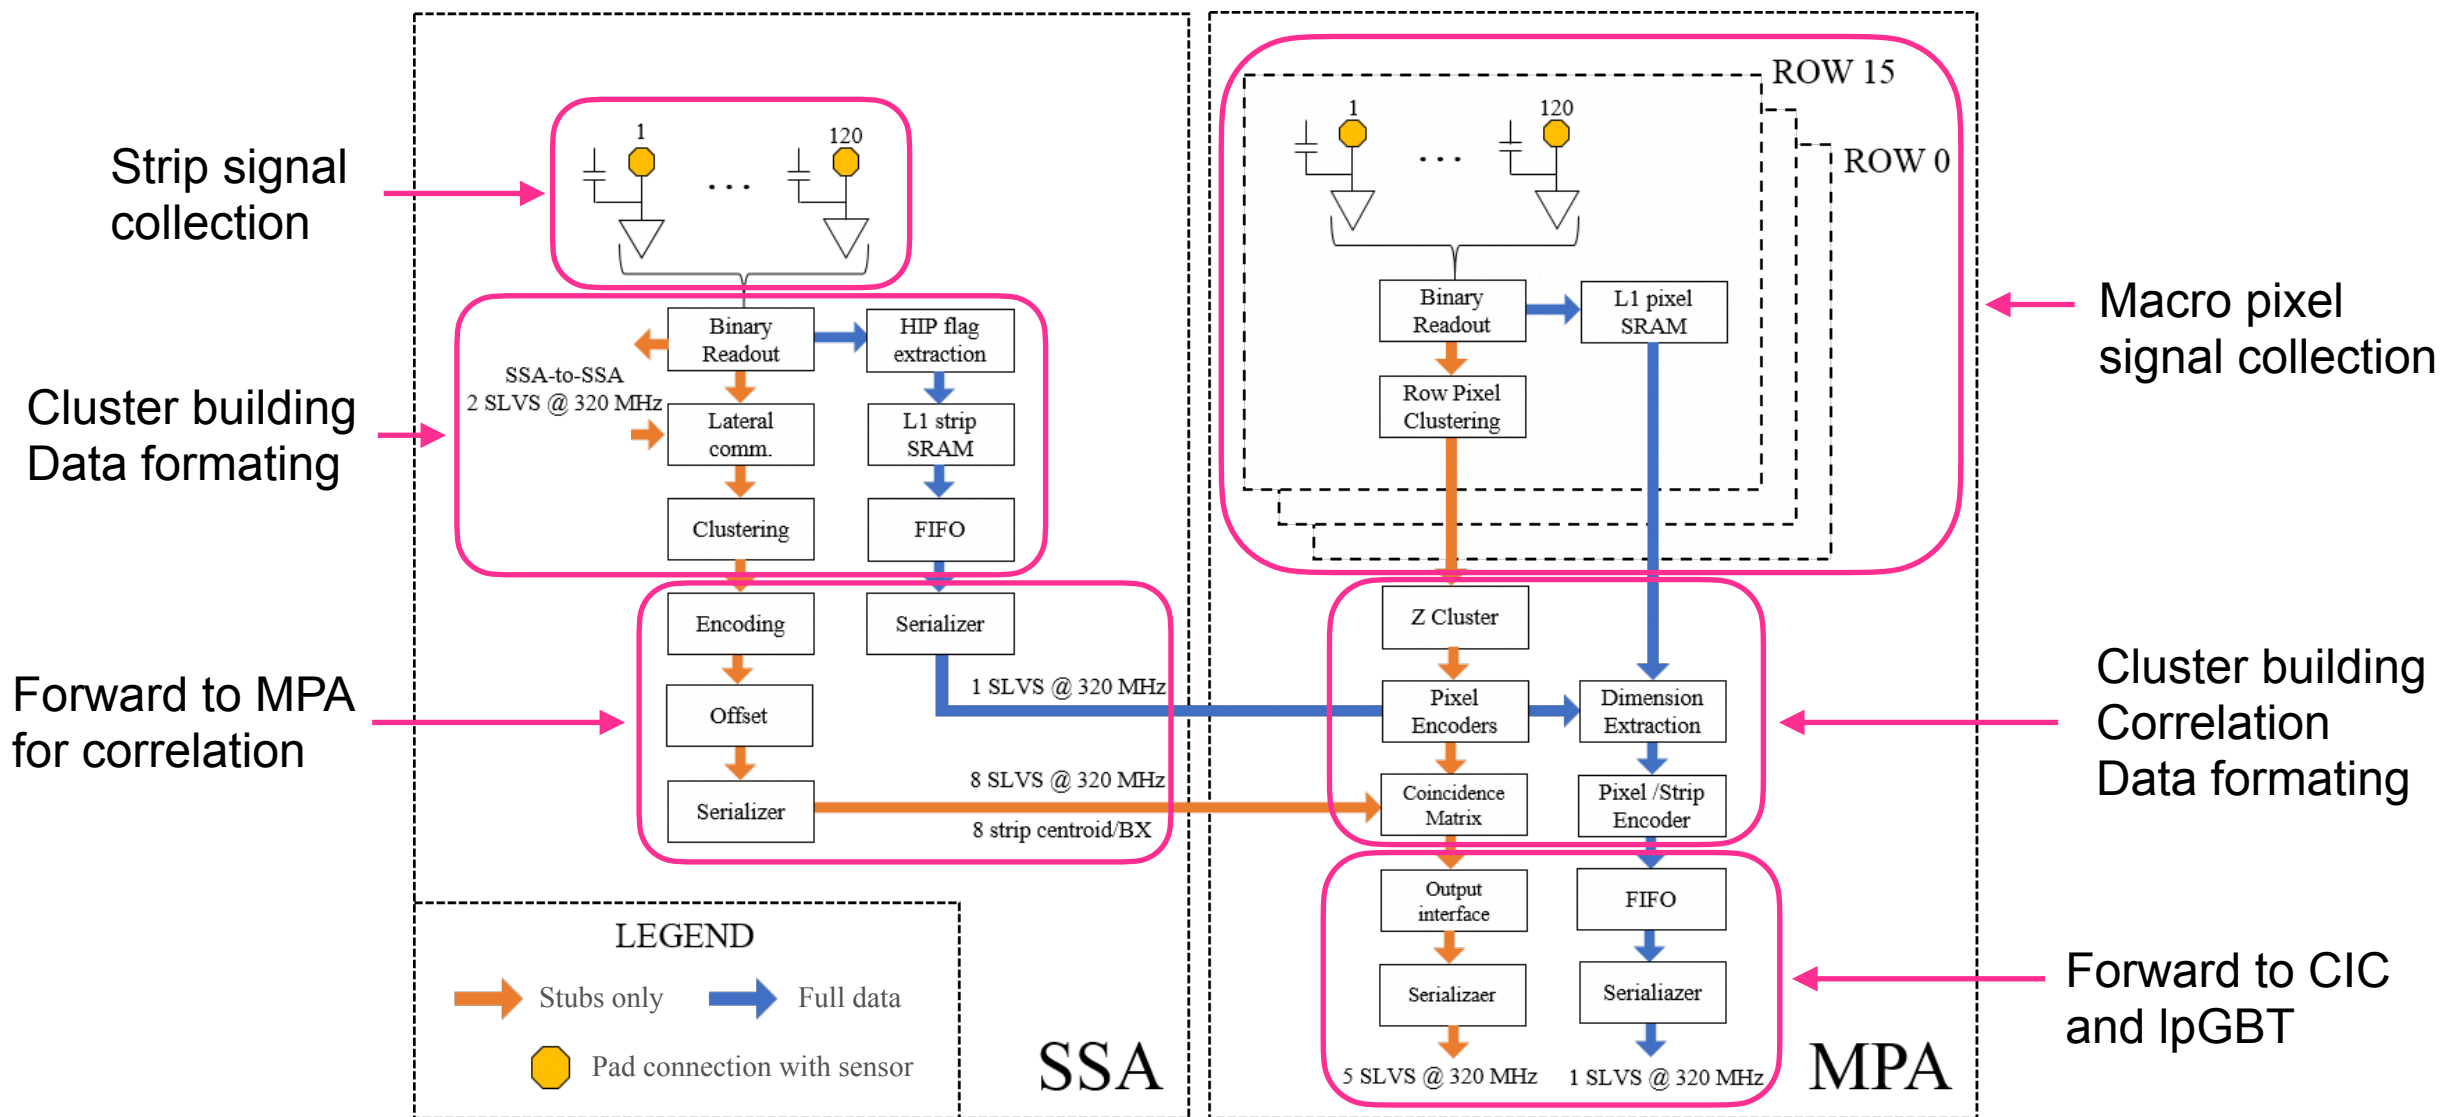 Strip signal
collection
Cluster building
Data formating
Forward to MPA
for correlation
1
120
...
Binary
Readout
HIP flag
extraction
SSA-to-SSA
2 SLVS @ 320 MHz
Lateral
comm.
L1 strip
SRAM
Clustering
FIFO
Encoding
Serializer
1 SLVS @ 320 MHz
Offset
8 SLVS @ 320 MHz
Serializer
8 strip centroid/BX
LEGEND
Stubs only
Full data
Pad connection with sensor
SSA
ROW 15
ROW 0
1
120
...
Binary
Readout
L1 pixel
SRAM
Row Pixel
Clustering
Z Cluster
Pixel
Encoders
Dimension
Extraction
Coincidence
Matrix
Pixel /Strip
Encoder
Output
interface
FIFO
Serializaer
Serialiazer
5 SLVS @ 320 MHz
1 SLVS @ 320 MHz
MPA
Macro pixel
signal collection
Cluster building
Correlation
Data formating
Forward to CIC
and lpGBT